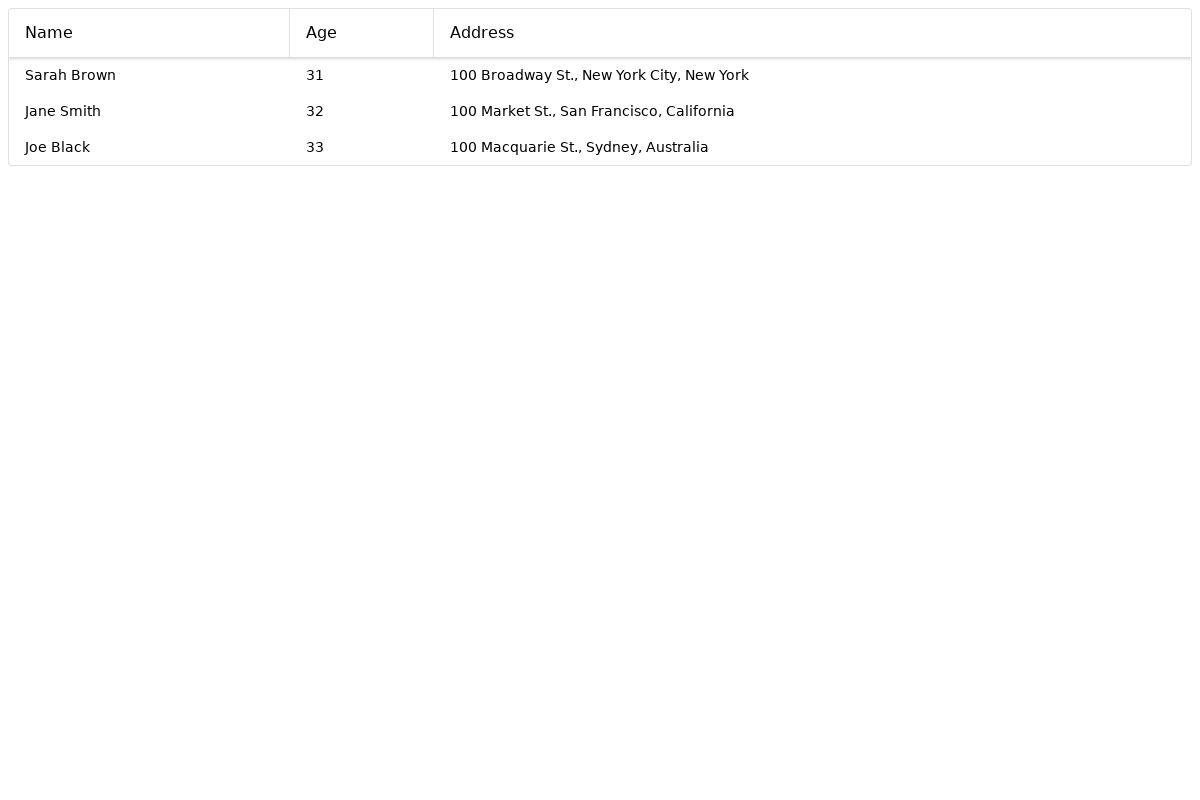 Name Age Address
Sarah Brown 31 100 Broadway St., New York City, New York
Jane Smith 32 100 Market St., San Francisco, California
Joe Black 33 100 Macquarie St., Sydney, Australia